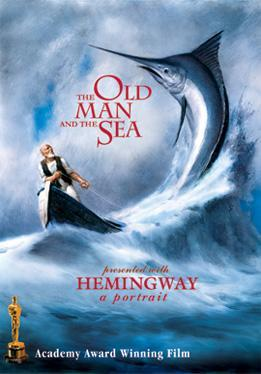 THE OLD
MAN
AND THE SEA
presented with
HEMINGWAY
a portrait
Academy Award Winning Film